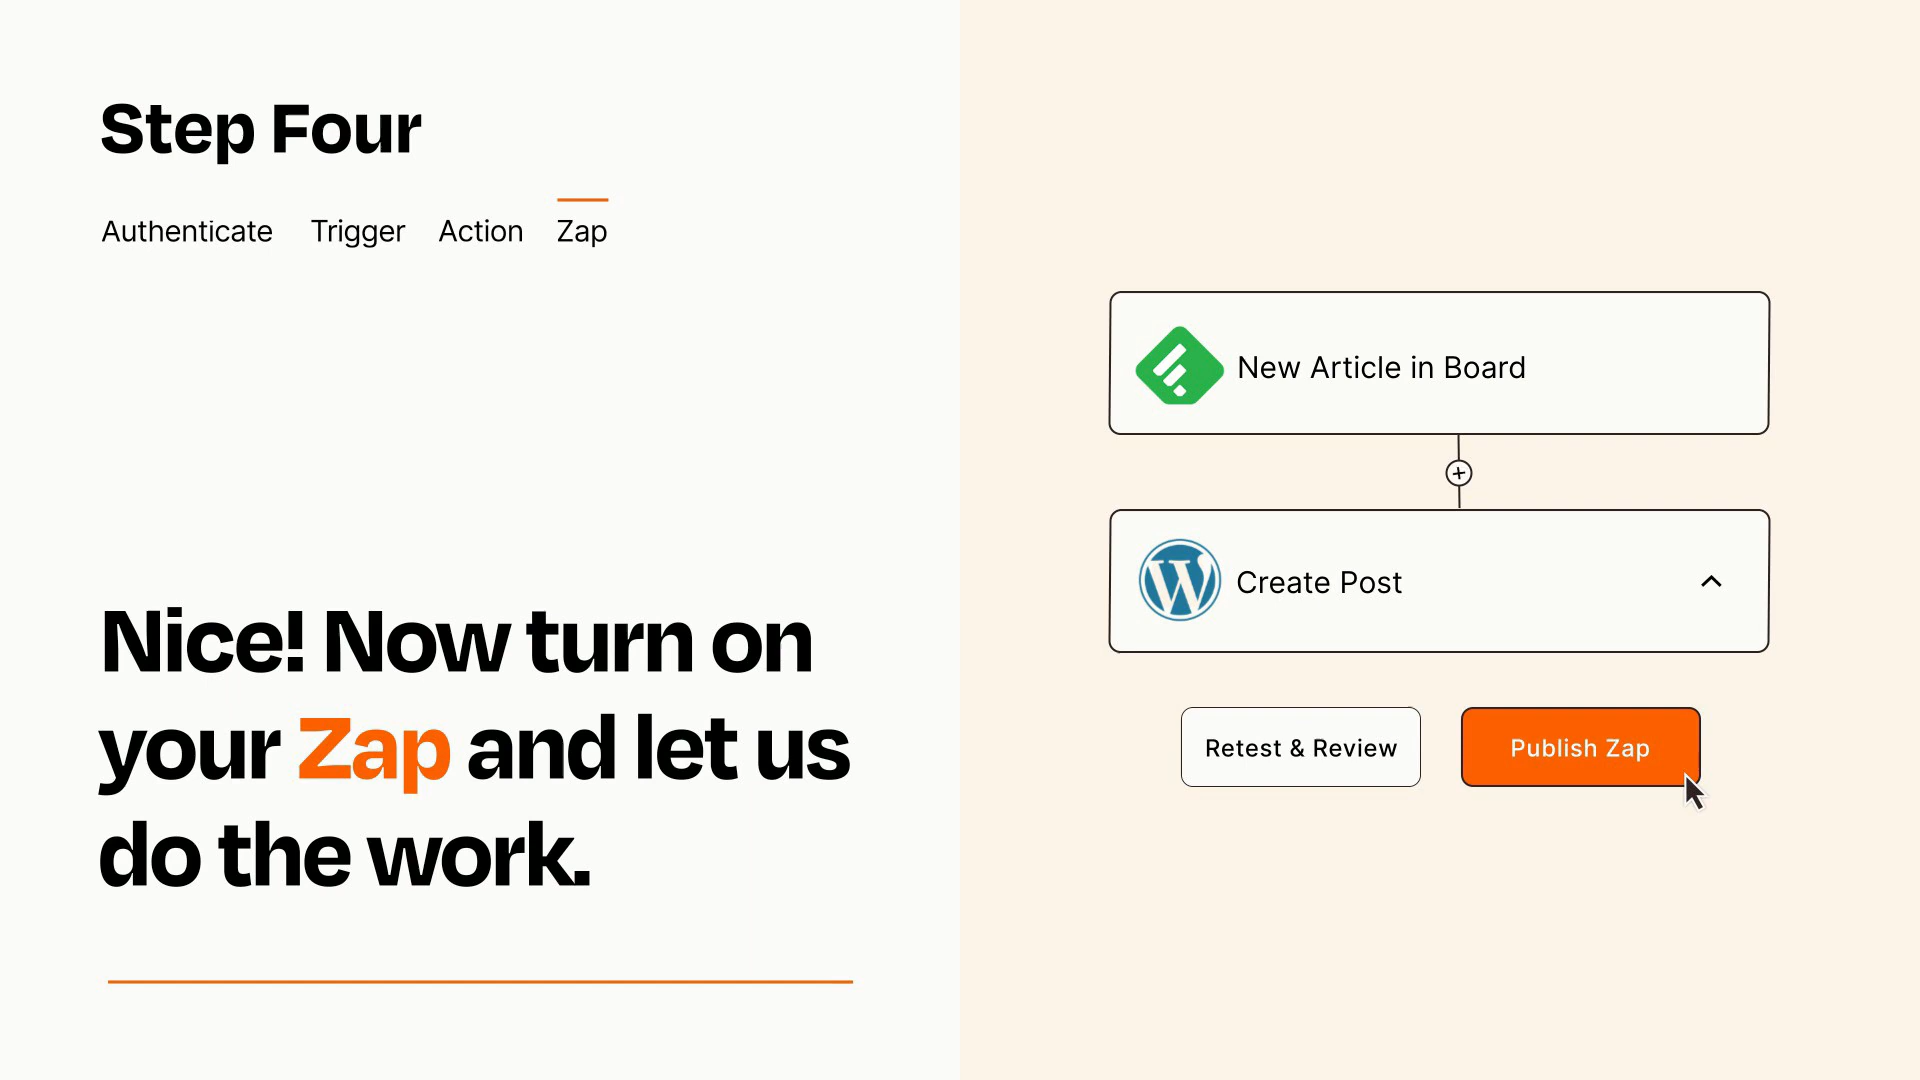 Step Four
Authenticate Trigger Action Zap
Nice! Now turn on
your Zap and let us
do the work.
New Article in Board
Create Post
Retest & Review
Publish Zap